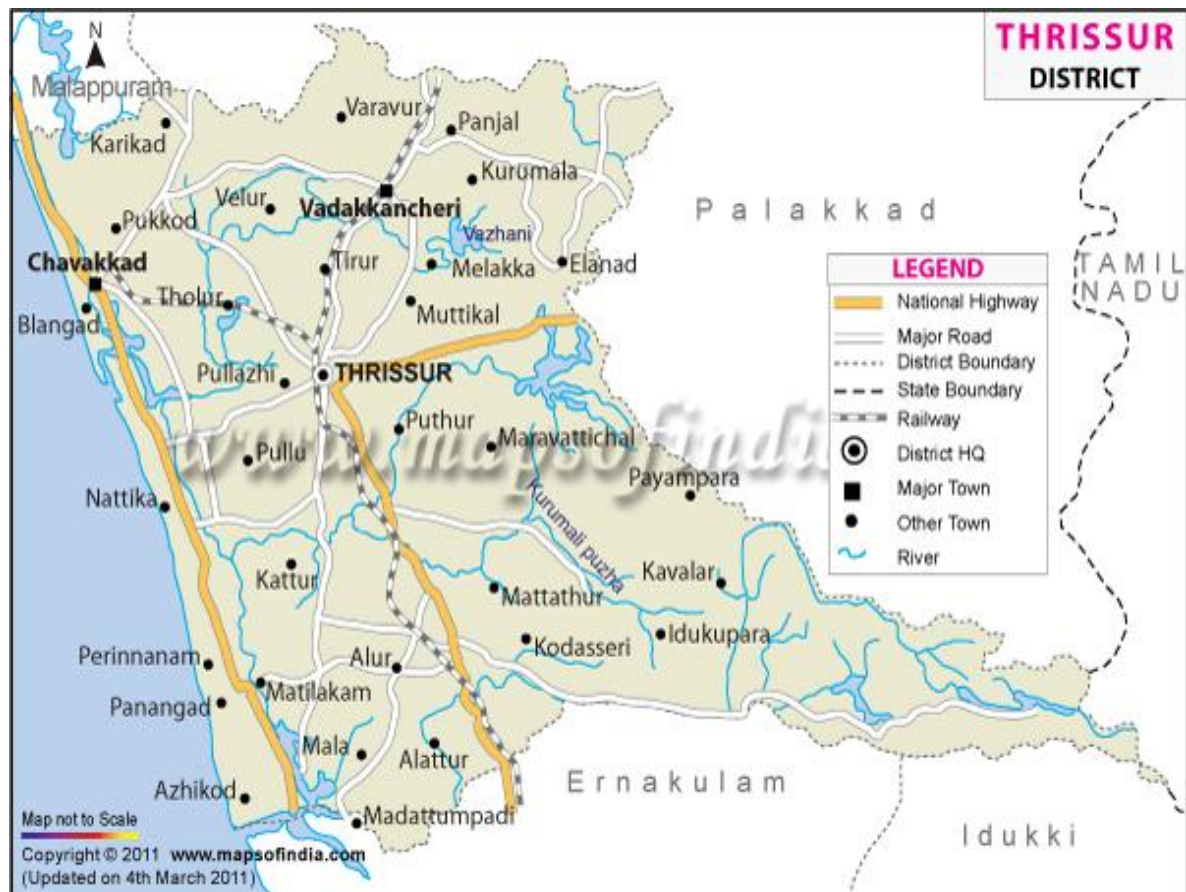 THRISSUR
DISTRICT
N
Malappuram
Karikad
Varavur
Panjal
Kurumala
Velur
Vadakkancheri
Pukkod
Vazhani
Palakkad
Chavakkad
Tirur
Melakka
Elanad
TAMIL
NADU
Blangad
Tholur
Muttikal
Pullazhi
THRISSUR
LEGEND
National Highway
Major Road
District Boundary
State Boundary
Railway
District HQ
Major Town
Other Town
River
Puthur
Maravattichal
www.mapsofindia
Pullu
Payampara
Nattika
Kurumali puzha
Kattur
Mattathur
Kavalar
Kodasseri
Idukupara
Perinnanam
Alur
Matilakam
Panangad
Mala
Alattur
Azhikod
Madattumpadi
Ernakulam
Idukki
Map not to Scale
Copyright © 2011 www.mapsofindia.com
(Updated on 4th March 2011)